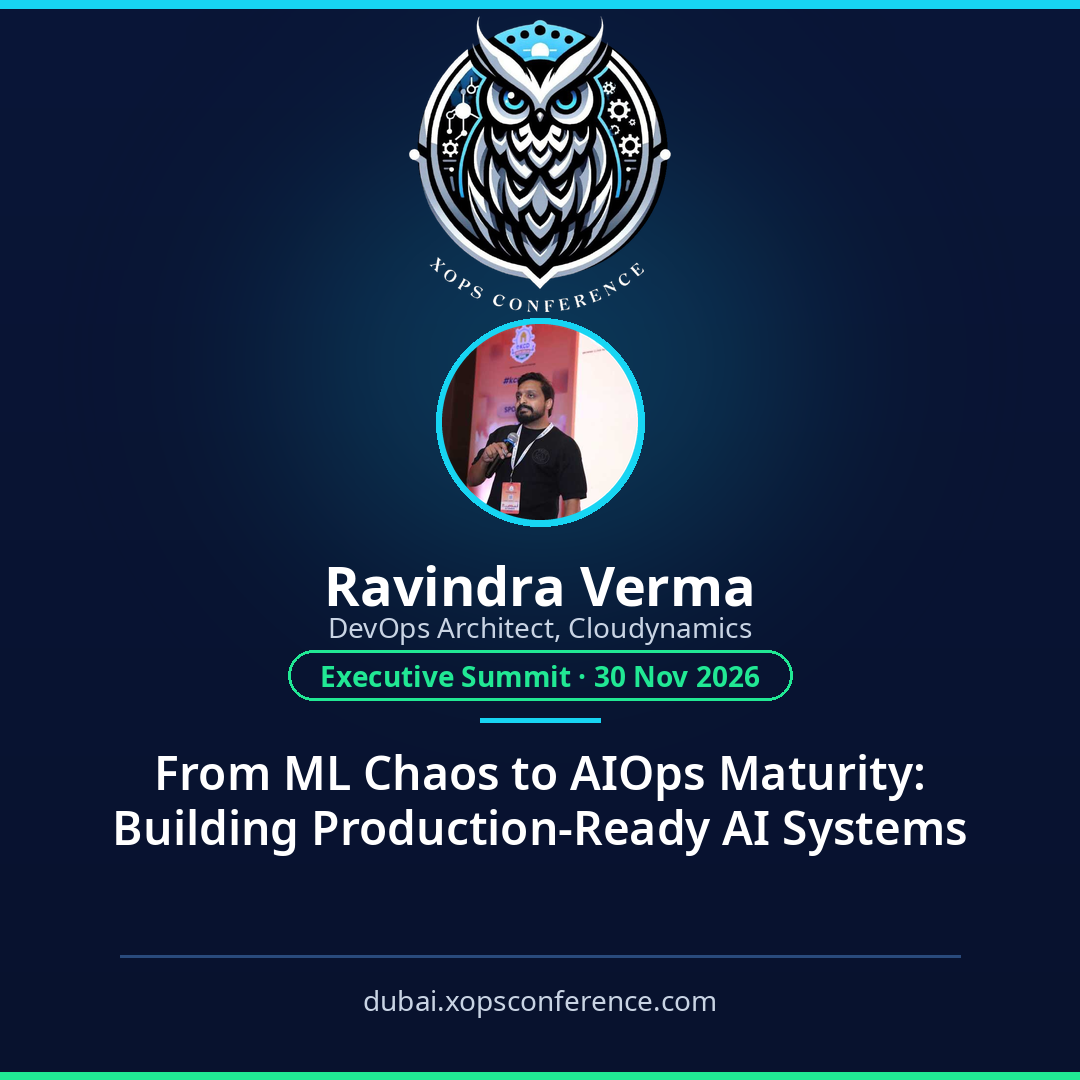 XOPS CONFERENCE
Ravindra Verma
DevOps Architect, Cloudynamics
Executive Summit · 30 Nov 2026
From ML Chaos to AIOps Maturity:
Building Production-Ready AI Systems
dubai.xopsconference.com